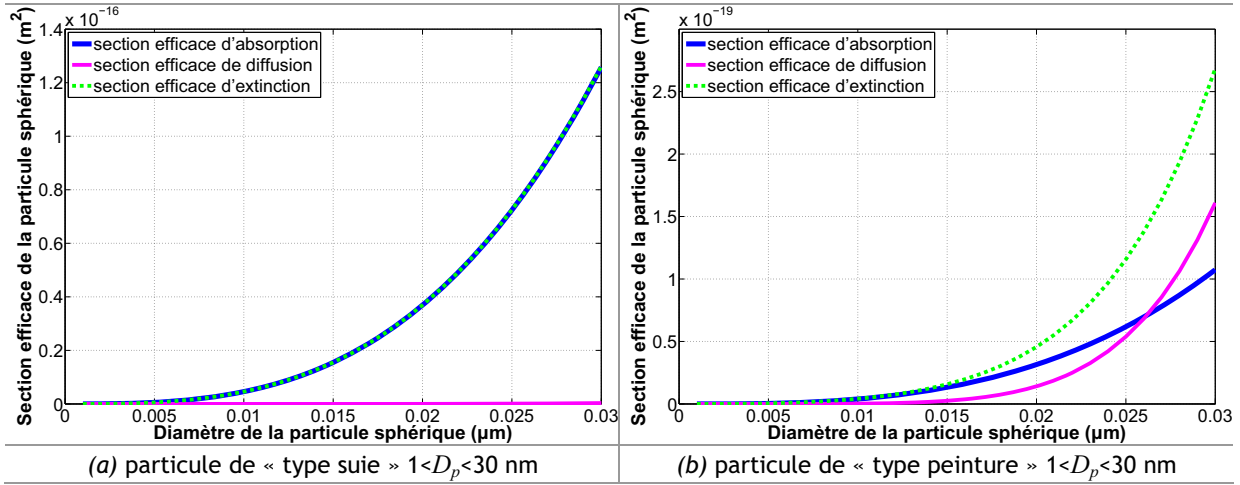 x 10^-16
1.4
1.2
1
0.8
0.6
0.4
0.2
0
0
0.005
0.01
0.015
0.02
0.025
0.03
Section efficace de la particule sphérique (m²)
section efficace d'absorption
section efficace de diffusion
section efficace d'extinction
Diamètre de la particule sphérique (µm)
(a) particule de « type suie » 1<D_p<30 nm
x 10^-19
2.5
2
1.5
1
0.5
0
0
0.005
0.01
0.015
0.02
0.025
0.03
Section efficace de la particule sphérique (m²)
section efficace d'absorption
section efficace de diffusion
section efficace d'extinction
Diamètre de la particule sphérique (µm)
(b) particule de « type peinture » 1<D_p<30 nm